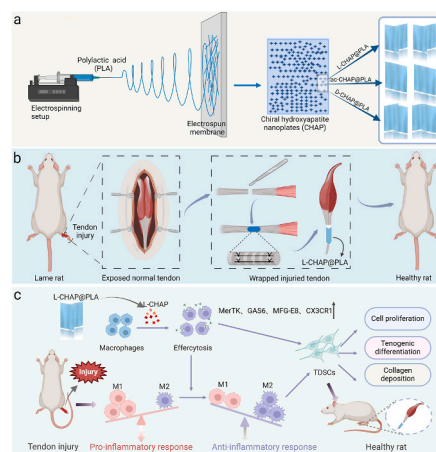 a
Polylactic acid
(PLA)
Electrospinning
setup
Electrospun
membrane
Chiral hydroxyapatite
nanoplates (CHAP)
L-CHAP@PLA
ac-CHAP@PLA
D-CHAP@PLA
b
Tendon
injury
Lame rat
Exposed normal tendon
Wrapped injuried tendon
L-CHAP@PLA
Healthy rat
c
L-CHAP@PLA
L-CHAP
Macrophages
Effercytosis
MerTK, GAS6, MFG-E8, CX3CR1
TDSCs
Cell proliferation
Tenogenic
differentiation
Collagen
deposition
Injury
M1
M2
M1
M2
Tendon injury
Pro-inflammatory response
Anti-inflammatory response
Healthy rat